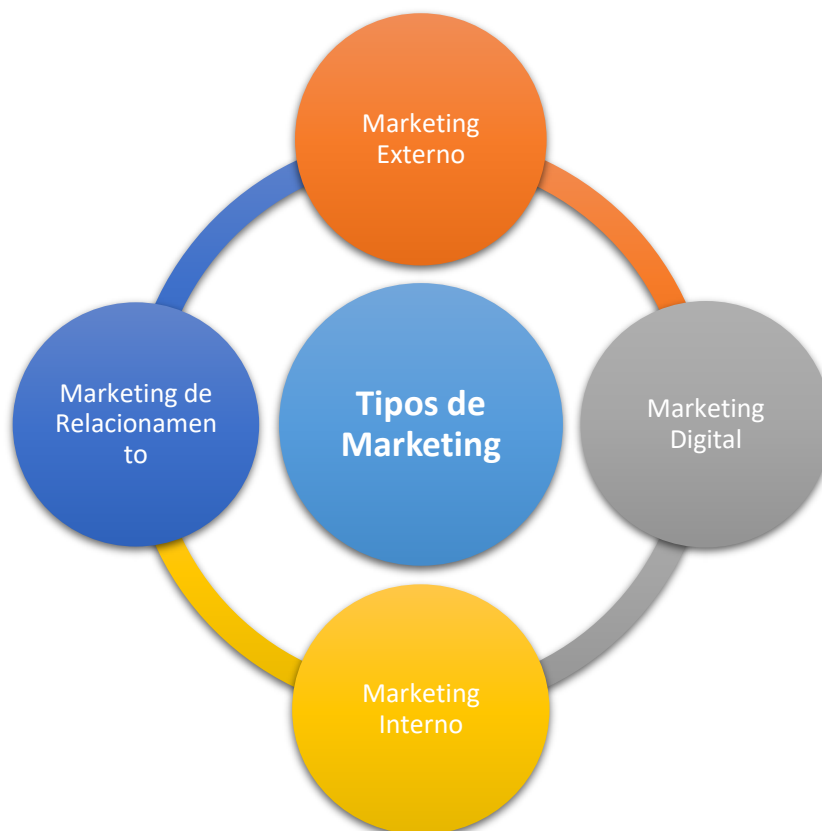 Marketing
Externo
Marketing de
Relacionamen
to
Tipos de
Marketing
Marketing
Digital
Marketing
Interno